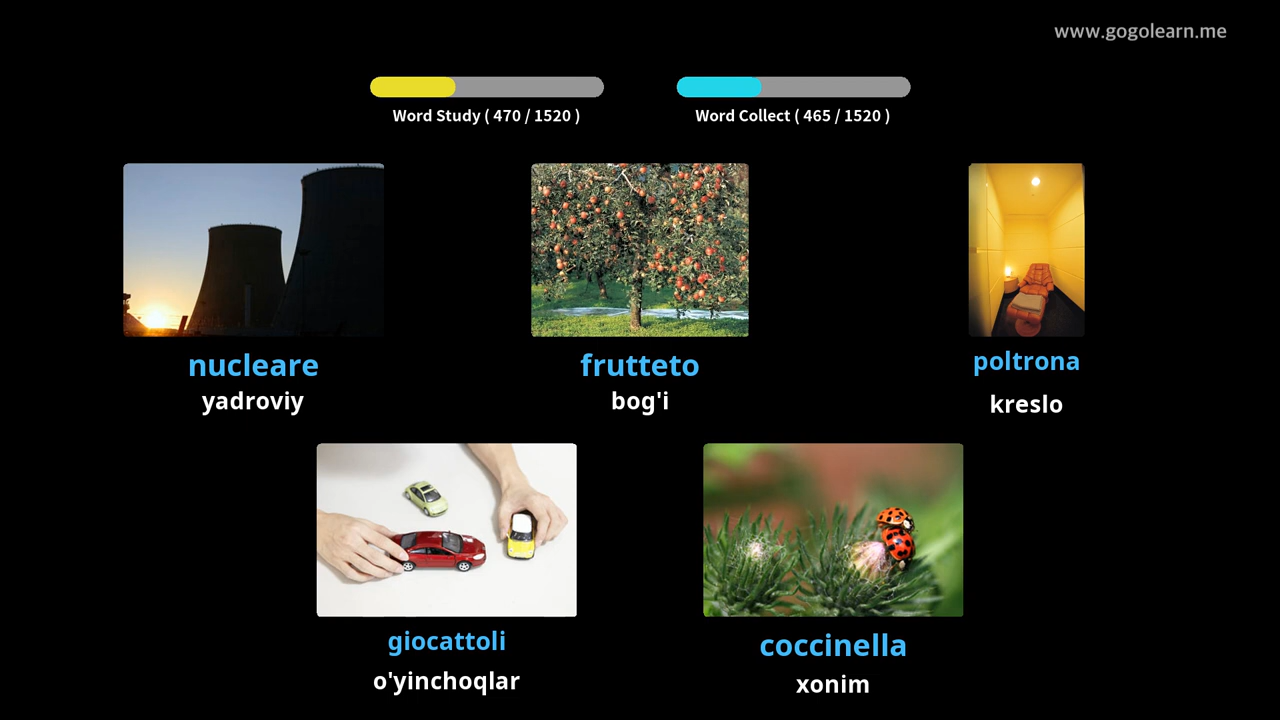 www.gogolearn.me
Word Study ( 470 / 1520 )
Word Collect ( 465 / 1520 )
nucleare
yadroviy
frutteto
bog'i
poltrona
kreslo
giocattoli
o'yinchoqlar
coccinella
xonim